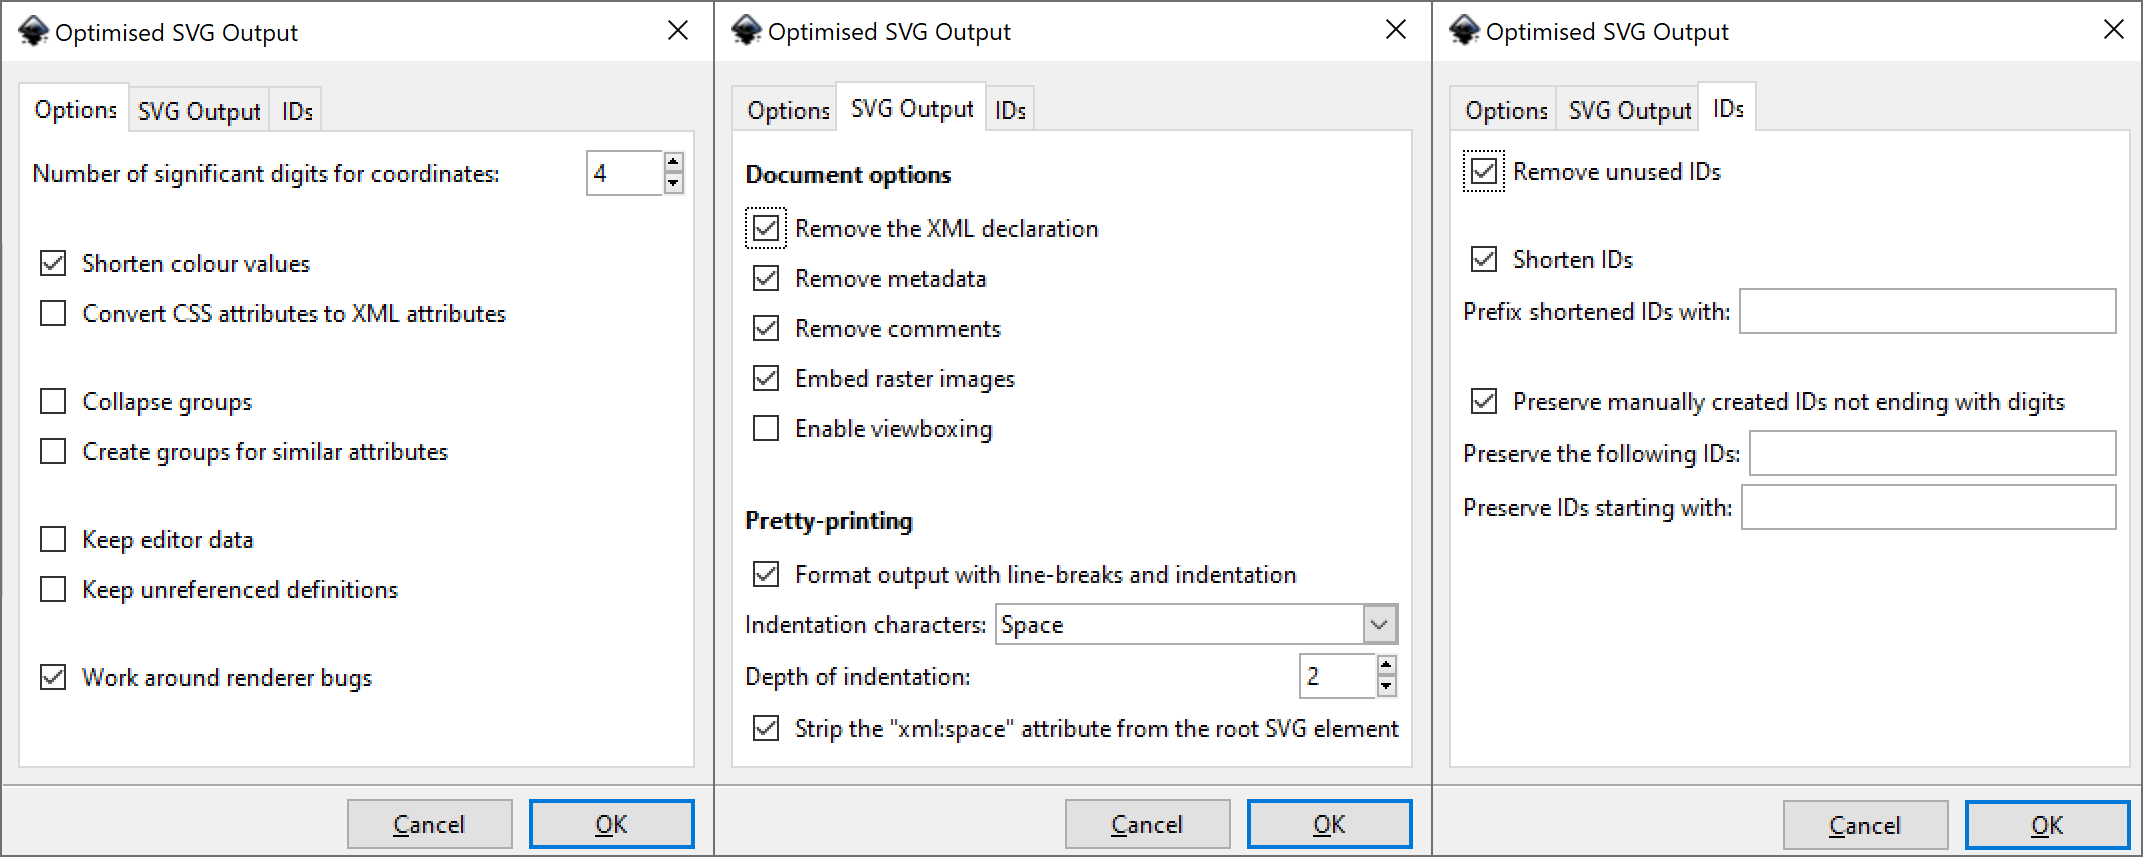 Optimised SVG Output
Options
SVG Output
IDs
Number of significant digits for coordinates:
4
Shorten colour values
Convert CSS attributes to XML attributes
Collapse groups
Create groups for similar attributes
Keep editor data
Keep unreferenced definitions
Work around renderer bugs
Cancel
OK
Optimised SVG Output
Options
SVG Output
IDs
Document options
Remove the XML declaration
Remove metadata
Remove comments
Embed raster images
Enable viewboxing
Pretty-printing
Format output with line-breaks and indentation
Indentation characters: Space
Depth of indentation: 2
Strip the "xml:space" attribute from the root SVG element
Cancel
OK
Optimised SVG Output
Options
SVG Output
IDs
Remove unused IDs
Shorten IDs
Prefix shortened IDs with:
Preserve manually created IDs not ending with digits
Preserve the following IDs:
Preserve IDs starting with:
Cancel
OK